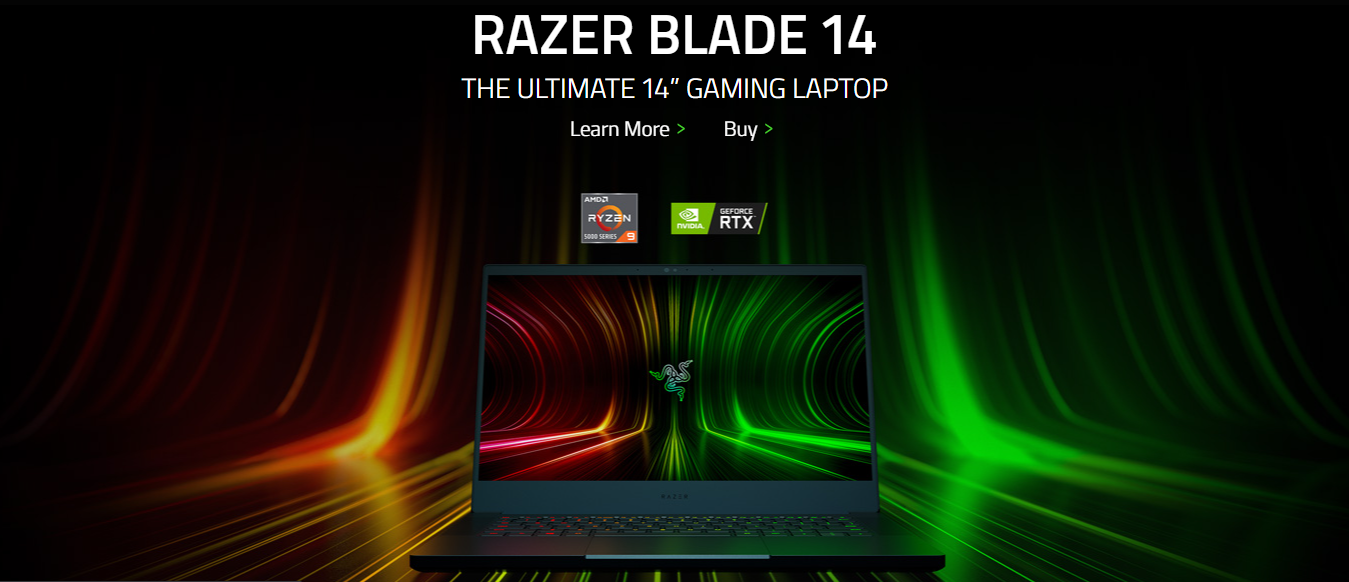 RAZER BLADE 14
THE ULTIMATE 14” GAMING LAPTOP
Learn More > Buy >
AMD
RYZEN
5000 SERIES 9
NVIDIA.
GEFORCE
RTX
RAZER